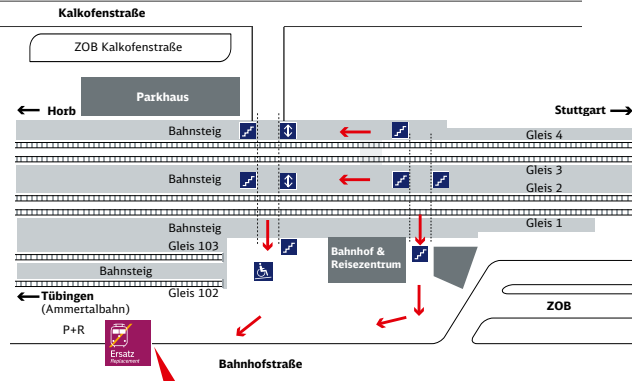 Kalkofenstraße
ZOB Kalkofenstraße
Parkhaus
Horb
Stuttgart
Bahnsteig
Gleis 4
Bahnsteig
Gleis 3
Gleis 2
Bahnsteig
Gleis 1
Gleis 103
Bahnhof &
Reisezentrum
Bahnsteig
Gleis 102
Tübingen
(Ammertalbahn)
ZOB
P+R
Ersatz
Replacement
Bahnhofstraße